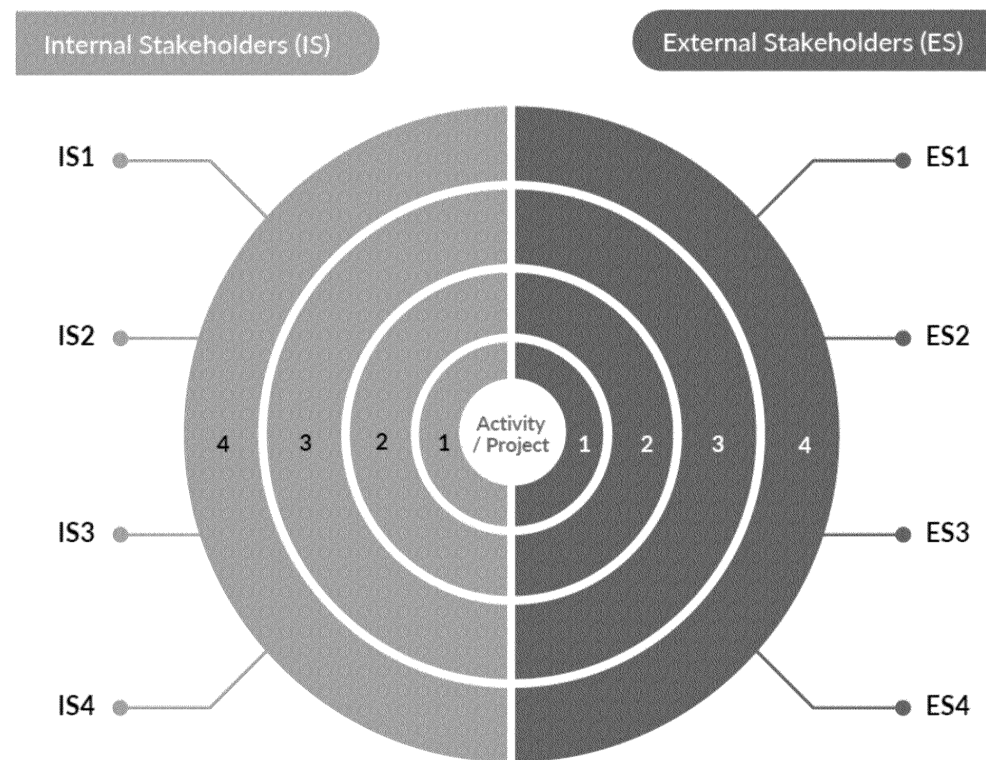 Internal Stakeholders (IS)
External Stakeholders (ES)
IS1
ES1
IS2
ES2
Activity
/ Project
4
3
2
1
1
2
3
4
IS3
ES3
IS4
ES4